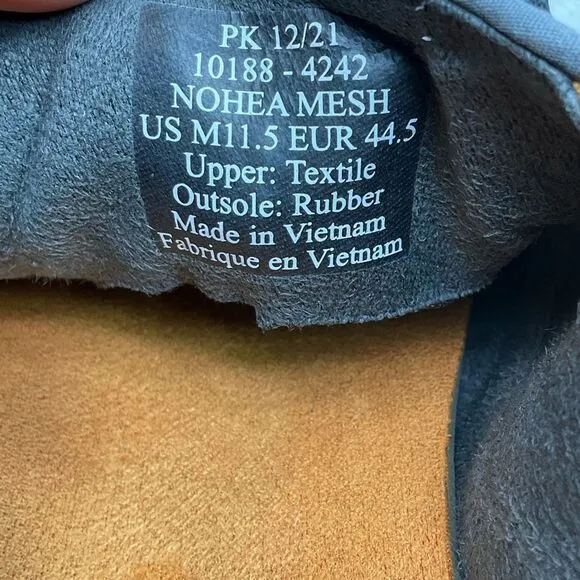 PK 12/21
10188 - 4242
NOHEA MESH
US M11.5 EUR 44.5
Upper: Textile
Outsole: Rubber
Made in Vietnam
Fabrique en Vietnam